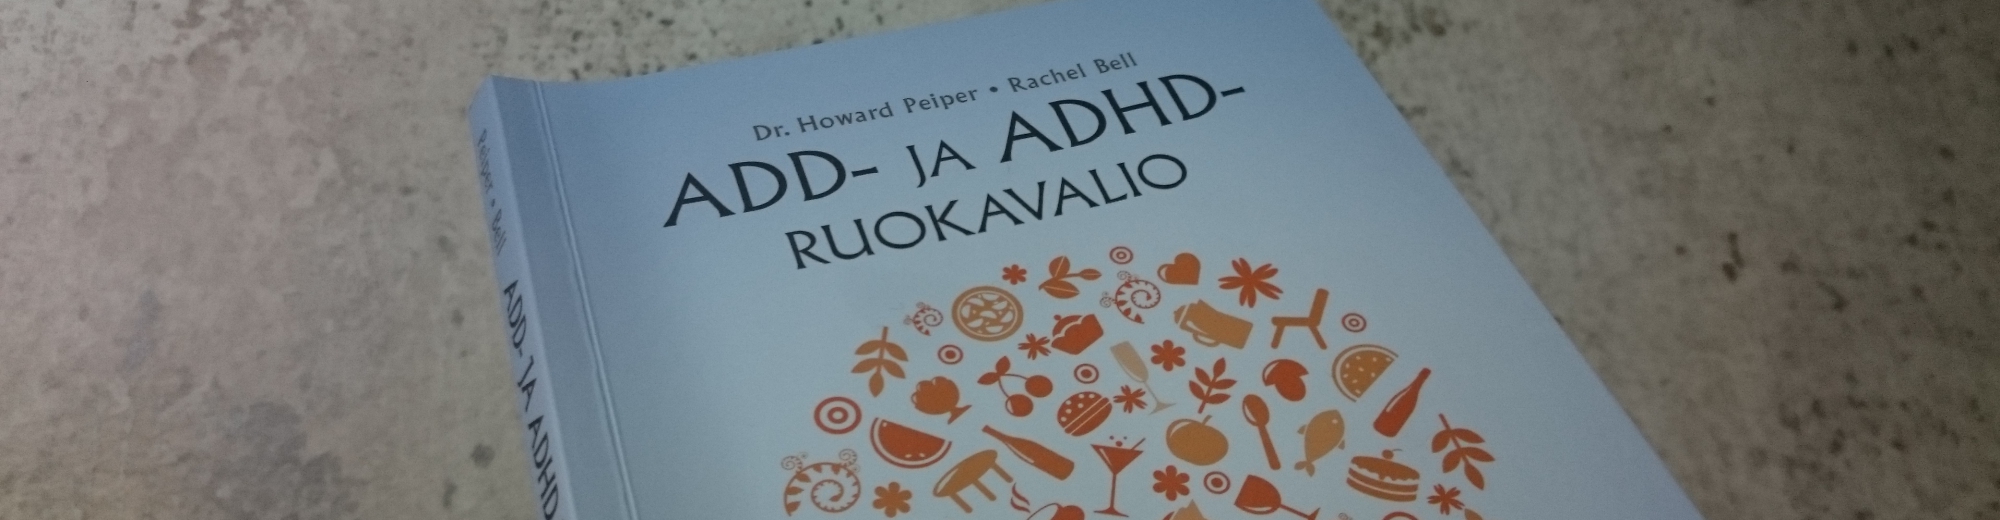 Dr. Howard Peiper • Rachel Bell
ADD- JA ADHD-
RUOKAVALIO
Peiper • Bell ADD- JA ADHD